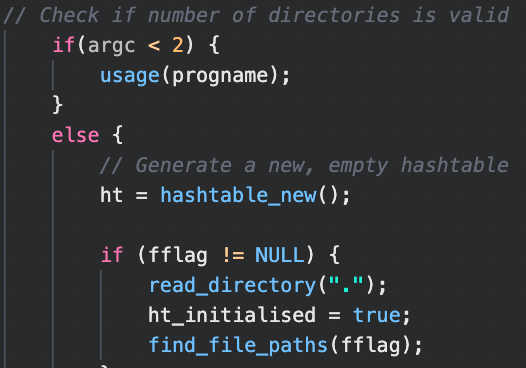 // Check if number of directories is valid
if(argc < 2) {
usage(progname);
}
else {
// Generate a new, empty hashtable
ht = hashtable_new();
if (fflag != NULL) {
read_directory(".");
ht_initialised = true;
find_file_paths(fflag);